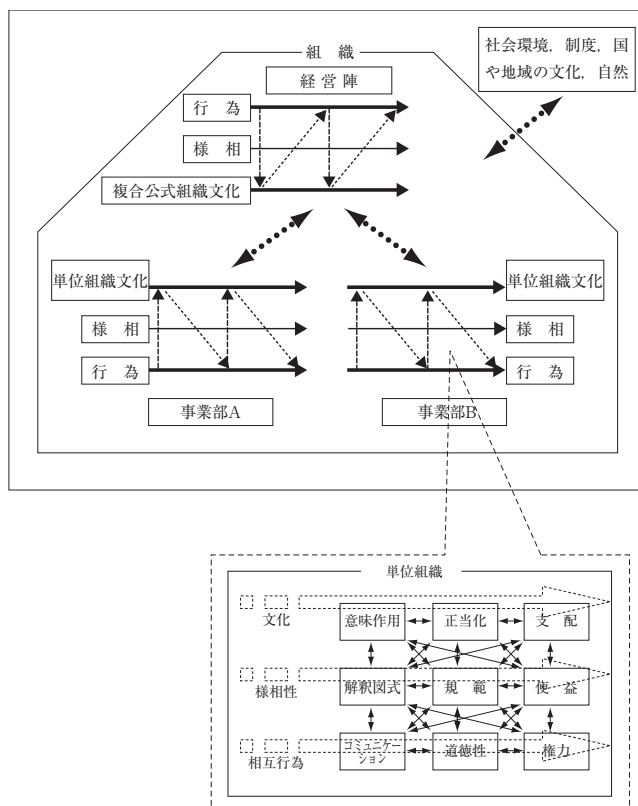 組　織
社会環境，制度，国
や地域の文化，自然
経 営 陣
行　為
様　相
複合公式組織文化
単位組織文化
単位組織文化
様　相
様　相
行　為
行　為
事業部A
事業部B
単位組織
文化
意味作用
正当化
支　配
様相性
解釈図式
規　範
便　益
相互行為
コミュニケー
ション
道徳性
権力